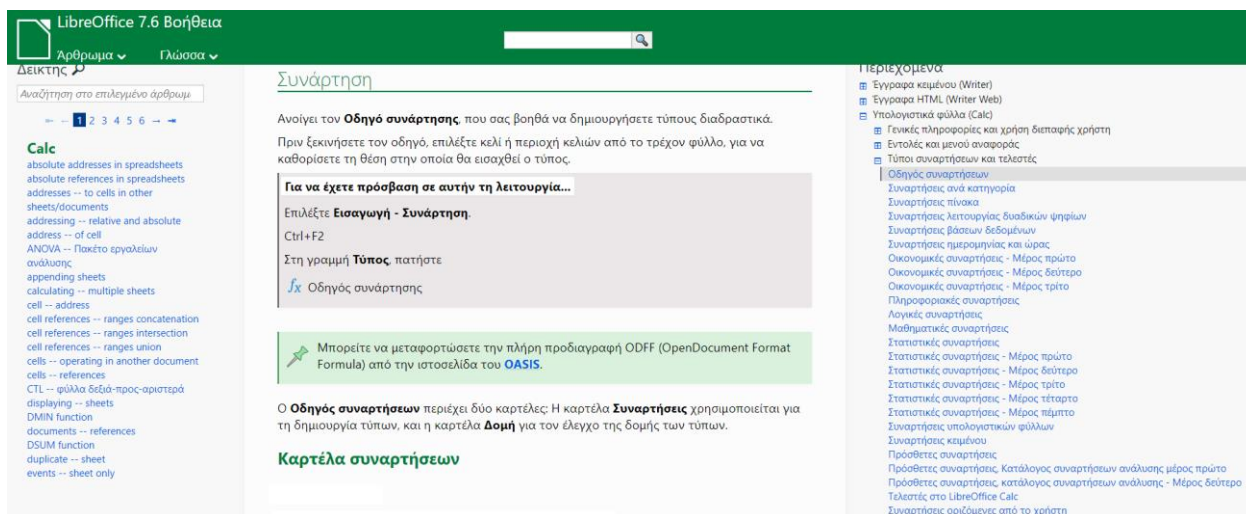 LibreOffice 7.6 Βοήθεια
Άρθρωμα
Γλώσσα
Δείκτης
Αναζήτηση στο επιλεγμένο άρθρωμ
1 2 3 4 5 6
Calc
absolute addresses in spreadsheets
absolute references in spreadsheets
addresses -- to cells in other
sheets/documents
addressing -- relative and absolute
address -- of cell
ANOVA -- Πακέτο εργαλείων
ανάλυσης
appending sheets
calculating -- multiple sheets
cell -- address
cell references -- ranges concatenation
cell references -- ranges intersection
cell references -- ranges union
cells -- operating in another document
cells -- references
CTL -- φύλλα δεξιά-προς-αριστερά
displaying -- sheets
DMIN function
documents -- references
DSUM function
duplicate -- sheet
events -- sheet only
Συνάρτηση
Ανοίγει τον Οδηγό συνάρτησης, που σας βοηθά να δημιουργήσετε τύπους διαδραστικά.
Πριν ξεκινήσετε τον οδηγό, επιλέξτε κελί ή περιοχή κελιών από το τρέχον φύλλο, για να
καθορίσετε τη θέση στην οποία θα εισαχθεί ο τύπος.
Για να έχετε πρόσβαση σε αυτήν τη λειτουργία...
Επιλέξτε Εισαγωγή - Συνάρτηση.
Ctrl+F2
Στη γραμμή Τύπος, πατήστε
fx Οδηγός συνάρτησης
Μπορείτε να μεταφορτώσετε την πλήρη προδιαγραφή ODFF (OpenDocument Format
Formula) από την ιστοσελίδα του OASIS.
Ο Οδηγός συναρτήσεων περιέχει δύο καρτέλες: Η καρτέλα Συναρτήσεις χρησιμοποιείται για
τη δημιουργία τύπων, και η καρτέλα Δομή για τον έλεγχο της δομής των τύπων.
Καρτέλα συναρτήσεων
Περιεχόμενα
Έγγραφα κειμένου (Writer)
Έγγραφα HTML (Writer Web)
Υπολογιστικά φύλλα (Calc)
Γενικές πληροφορίες και χρήση διεπαφής χρήστη
Εντολές και μενού αναφοράς
Τύποι συναρτήσεων και τελεστές
Οδηγός συναρτήσεων
Συναρτήσεις ανά κατηγορία
Συναρτήσεις πίνακα
Συναρτήσεις λειτουργίας δυαδικών ψηφίων
Συναρτήσεις βάσεων δεδομένων
Συναρτήσεις ημερομηνίας και ώρας
Οικονομικές συναρτήσεις - Μέρος πρώτο
Οικονομικές συναρτήσεις - Μέρος δεύτερο
Οικονομικές συναρτήσεις - Μέρος τρίτο
Πληροφοριακές συναρτήσεις
Λογικές συναρτήσεις
Μαθηματικές συναρτήσεις
Στατιστικές συναρτήσεις
Στατιστικές συναρτήσεις - Μέρος πρώτο
Στατιστικές συναρτήσεις - Μέρος δεύτερο
Στατιστικές συναρτήσεις - Μέρος τρίτο
Στατιστικές συναρτήσεις - Μέρος τέταρτο
Στατιστικές συναρτήσεις - Μέρος πέμπτο
Συναρτήσεις υπολογιστικών φύλλων
Συναρτήσεις κειμένου
Πρόσθετες συναρτήσεις
Πρόσθετες συναρτήσεις, Κατάλογος συναρτήσεων ανάλυσης μέρος πρώτο
Πρόσθετες συναρτήσεις, κατάλογος συναρτήσεων ανάλυσης - Μέρος δεύτερο
Τελεστές στο LibreOffice Calc
Συναρτήσεις οριζόμενες από το χρήστη